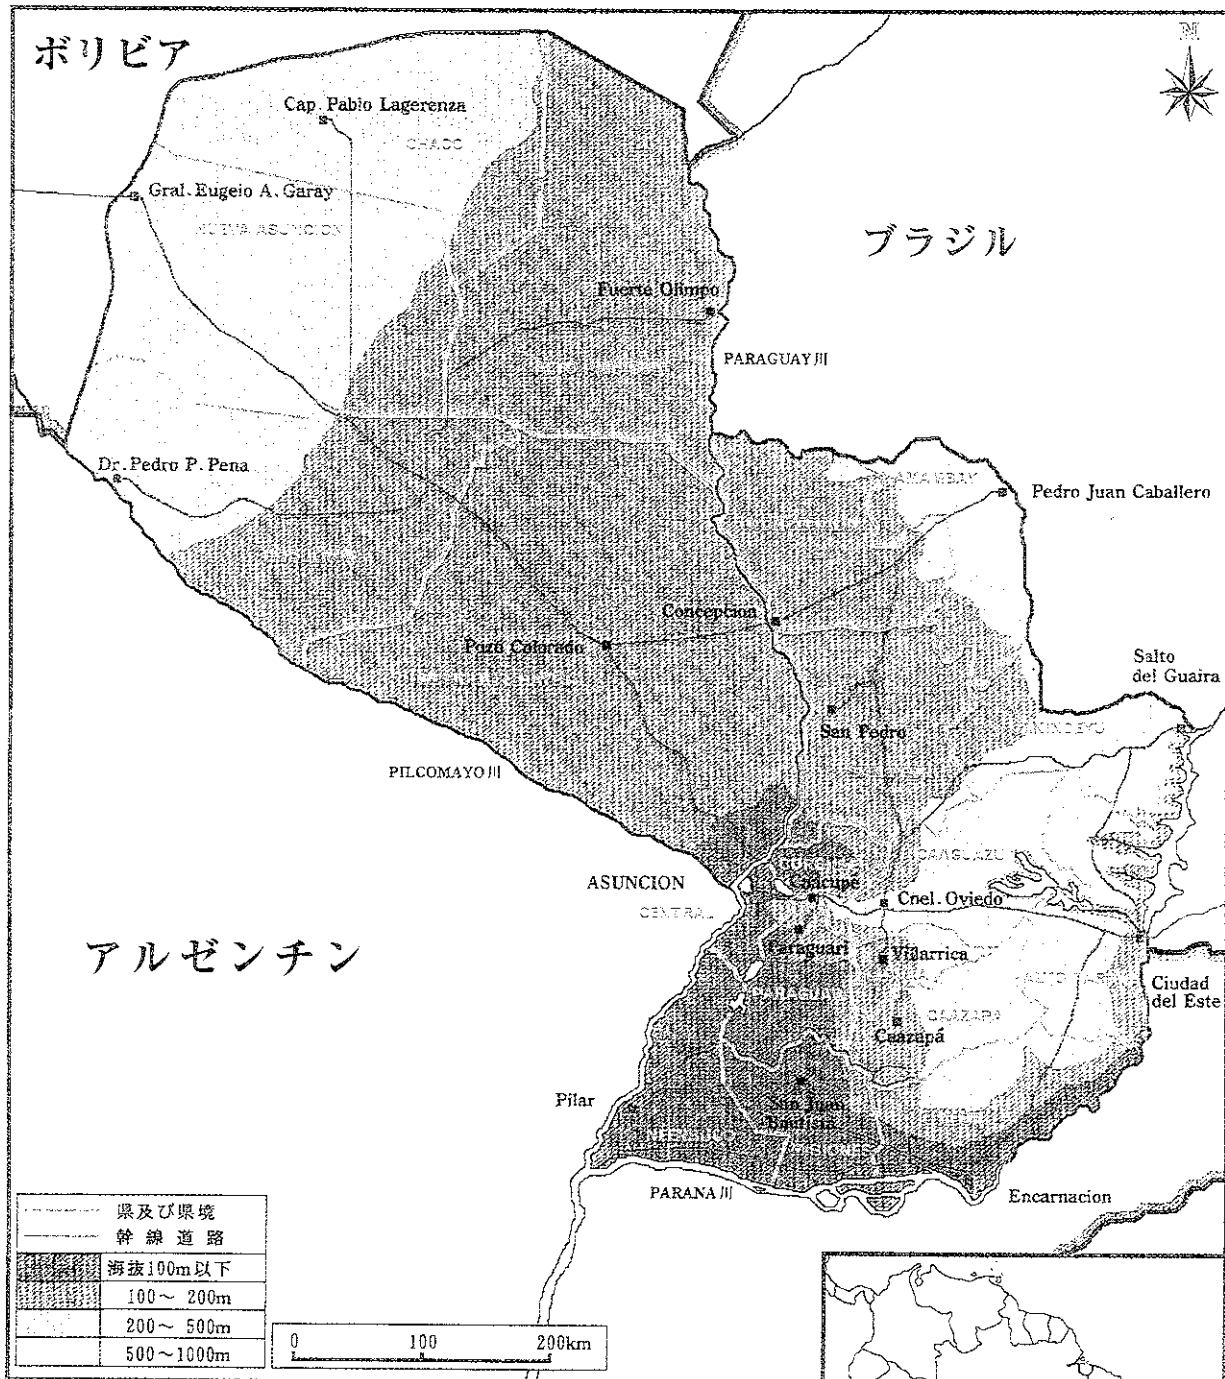 ボリビア
N
Cap. Pablo Lagerenza
CHACO
Gral. Eugeio A. Garay
NUEVA ASUNCION
ブラジル
Fuerte Olimpo
PARAGUAY川
Dr. Pedro P. Pena
AMAMBAY
Pedro Juan Caballero
Concepcion
Pozo Colorado
Salto
del Guaira
San Pedro
PILCOMAYO川
CAAGUAZU
ASUNCION
Caacupe
Cnel. Oviedo
CENTRAL
アルゼンチン
Paraguari
Villarrica
Ciudad
del Este
CAAZAPA
Caazapá
Pilar
San Juan
Bautista
MISIONES
PARANA川
Encarnacion
県及び県境
幹線道路
海抜100m以下
100～ 200m
200～ 500m
500～1000m
0 100 200km